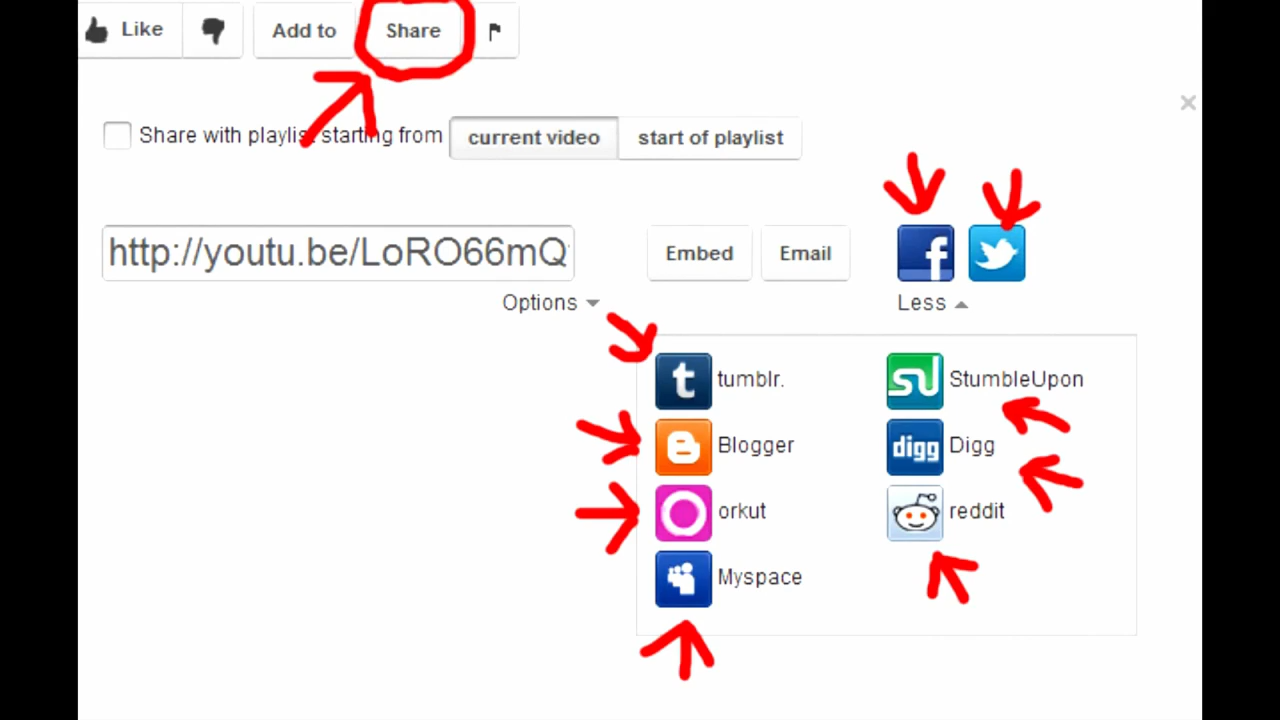 Like Add to Share
Share with playlist starting from current video start of playlist
http://youtu.be/LoRO66mQ
Embed Email f
Options Less
t tumblr. StumbleUpon
Blogger digg Digg
orkut reddit
Myspace